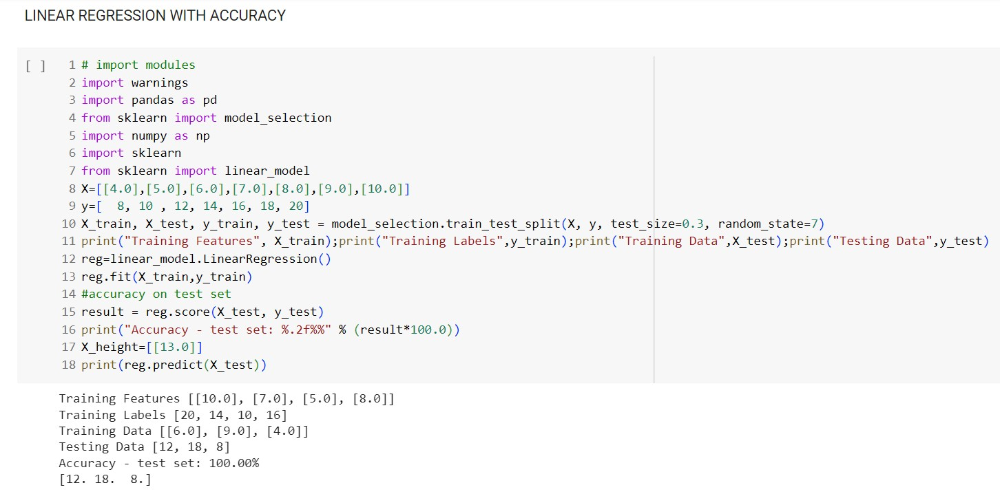 LINEAR REGRESSION WITH ACCURACY
[ ] 1 # import modules
2 import warnings
3 import pandas as pd
4 from sklearn import model_selection
5 import numpy as np
6 import sklearn
7 from sklearn import linear_model
8 X=[[4.0],[5.0],[6.0],[7.0],[8.0],[9.0],[10.0]]
9 y=[  8, 10 , 12, 14, 16, 18, 20]
10 X_train, X_test, y_train, y_test = model_selection.train_test_split(X, y, test_size=0.3, random_state=7)
11 print("Training Features", X_train);print("Training Labels",y_train);print("Training Data",X_test);print("Testing Data",y_test)
12 reg=linear_model.LinearRegression()
13 reg.fit(X_train,y_train)
14 #accuracy on test set
15 result = reg.score(X_test, y_test)
16 print("Accuracy - test set: %.2f%%" % (result*100.0))
17 X_height=[[13.0]]
18 print(reg.predict(X_test))
Training Features [[10.0], [7.0], [5.0], [8.0]]
Training Labels [20, 14, 10, 16]
Training Data [[6.0], [9.0], [4.0]]
Testing Data [12, 18, 8]
Accuracy - test set: 100.00%
[12. 18.  8.]